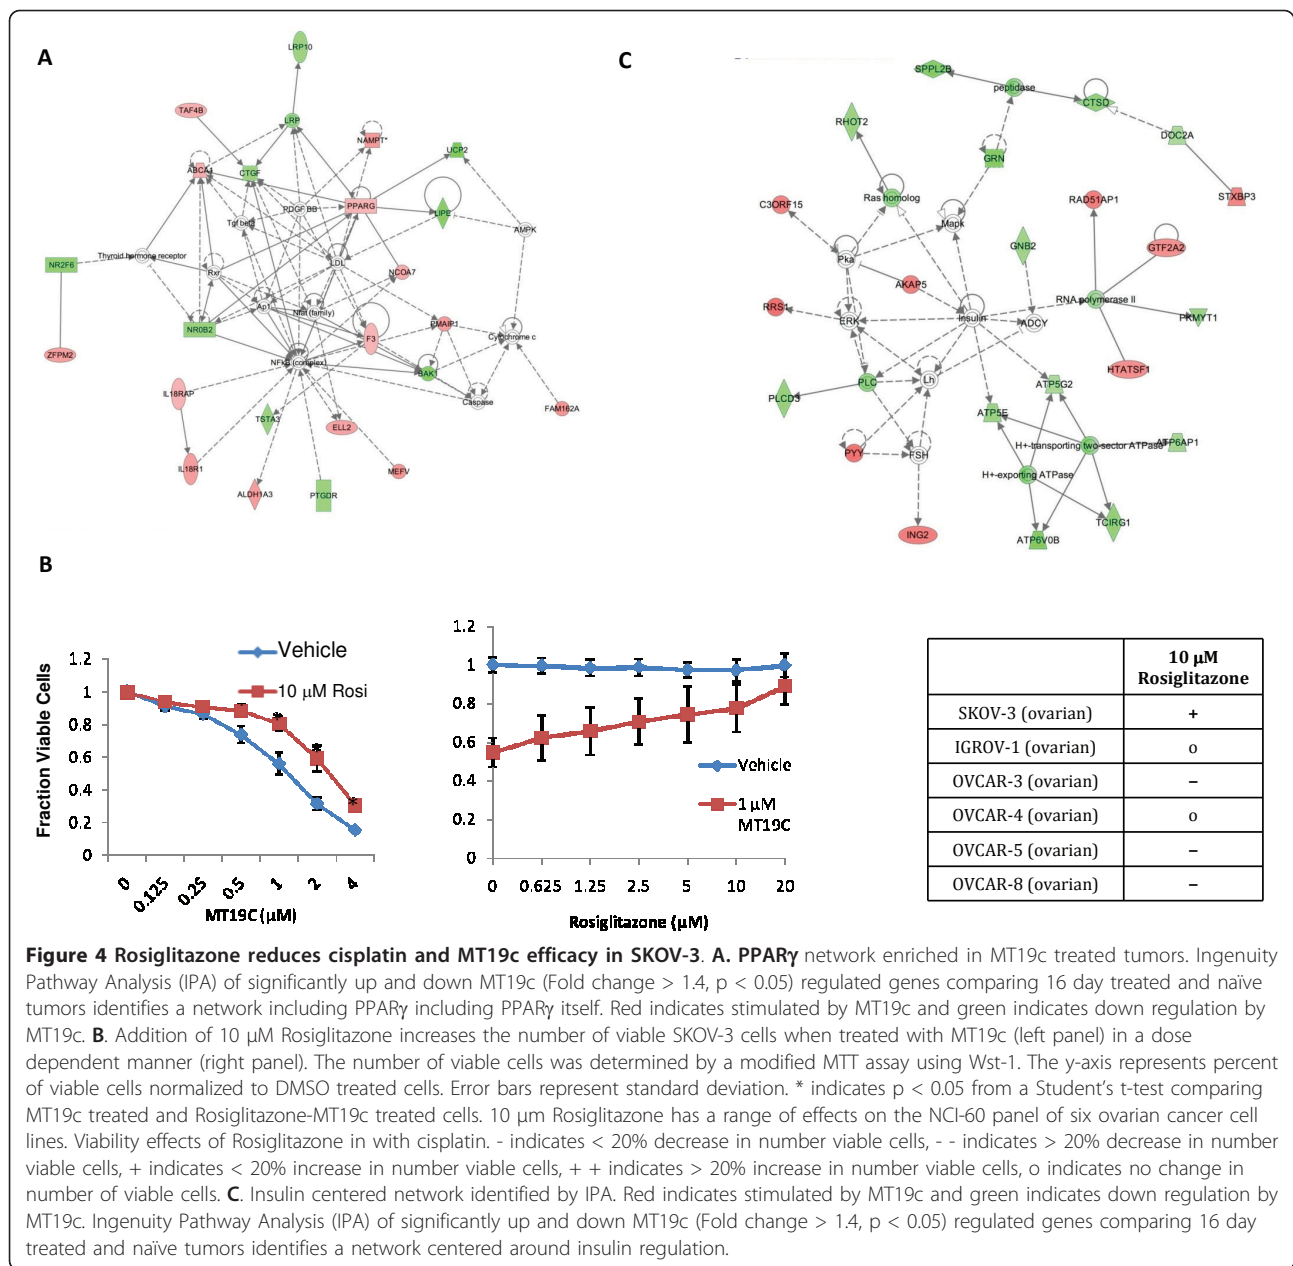 A
LRP10
TAF4B
LRP
NAMPT*
UCP2
ABCA1
CTGF
PDGF BB
PPARG
LIPE
Tgf beta
AMPK
Thyroid hormone receptor
LDL
NR2F6
Rxr
NCOA7
Ap1
Nfat (family)
NR0B2
F3
PMAIP1
Cytochrome c
ZFPM2
NFkB (complex)
BAK1
IL18RAP
Caspase
FAM162A
TSTA3
ELL2
IL18R1
MEFV
ALDH1A3
PTGDR
C
SPPL2B
peptidase
CTSD
RHOT2
DOC2A
GRN
STXBP3
C3ORF15
Ras homolog
RAD51AP1
Mapk
GNB2
GTF2A2
Pka
AKAP5
RNA polymerase II
RRS1
ERK
Insulin
ADCY
PKMYT1
PLCD3
PLC
Lh
HTATSF1
ATP5G2
ATP5E
H+-transporting two-sector ATPase
ATP6AP1
PYY
FSH
H+-exporting ATPase
TCIRG1
ING2
ATP6V0B
B
Vehicle
10 µM Rosi
1.2
1
0.8
0.6
0.4
0.2
0
Fraction Viable Cells
* * *
0 0.125 0.25 0.5 1 2 4
MT19C (µM)
1.2
1
0.8
0.6
0.4
0.2
0
Vehicle
1 µM
MT19C
0 0.625 1.25 2.5 5 10 20
Rosiglitazone (µM)
10 µM
Rosiglitazone
SKOV-3 (ovarian) +
IGROV-1 (ovarian) o
OVCAR-3 (ovarian) –
OVCAR-4 (ovarian) o
OVCAR-5 (ovarian) –
OVCAR-8 (ovarian) –
Figure 4 Rosiglitazone reduces cisplatin and MT19c efficacy in SKOV-3. A. PPARγ network enriched in MT19c treated tumors. Ingenuity
Pathway Analysis (IPA) of significantly up and down MT19c (Fold change > 1.4, p < 0.05) regulated genes comparing 16 day treated and naïve
tumors identifies a network including PPARγ including PPARγ itself. Red indicates stimulated by MT19c and green indicates down regulation by
MT19c. B. Addition of 10 μM Rosiglitazone increases the number of viable SKOV-3 cells when treated with MT19c (left panel) in a dose
dependent manner (right panel). The number of viable cells was determined by a modified MTT assay using Wst-1. The y-axis represents percent
of viable cells normalized to DMSO treated cells. Error bars represent standard deviation. * indicates p < 0.05 from a Student's t-test comparing
MT19c treated and Rosiglitazone-MT19c treated cells. 10 μm Rosiglitazone has a range of effects on the NCI-60 panel of six ovarian cancer cell
lines. Viability effects of Rosiglitazone in with cisplatin. - indicates < 20% decrease in number viable cells, - - indicates > 20% decrease in number
viable cells, + indicates < 20% increase in number viable cells, + + indicates > 20% increase in number viable cells, o indicates no change in
number of viable cells. C. Insulin centered network identified by IPA. Red indicates stimulated by MT19c and green indicates down regulation by
MT19c. Ingenuity Pathway Analysis (IPA) of significantly up and down MT19c (Fold change > 1.4, p < 0.05) regulated genes comparing 16 day
treated and naïve tumors identifies a network centered around insulin regulation.